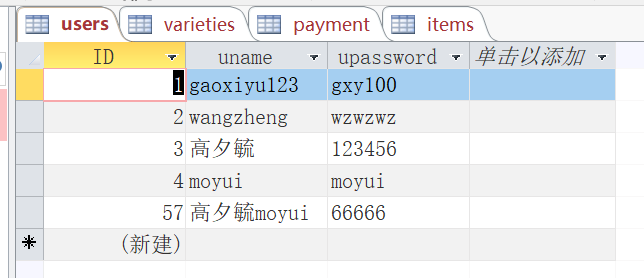 users varieties payment items
ID uname upassword 单击以添加
1 gaoxiyu123 gxy100
2 wangzheng wzwzwz
3 高夕毓 123456
4 moyui moyui
57 高夕毓moyui 66666
(新建)